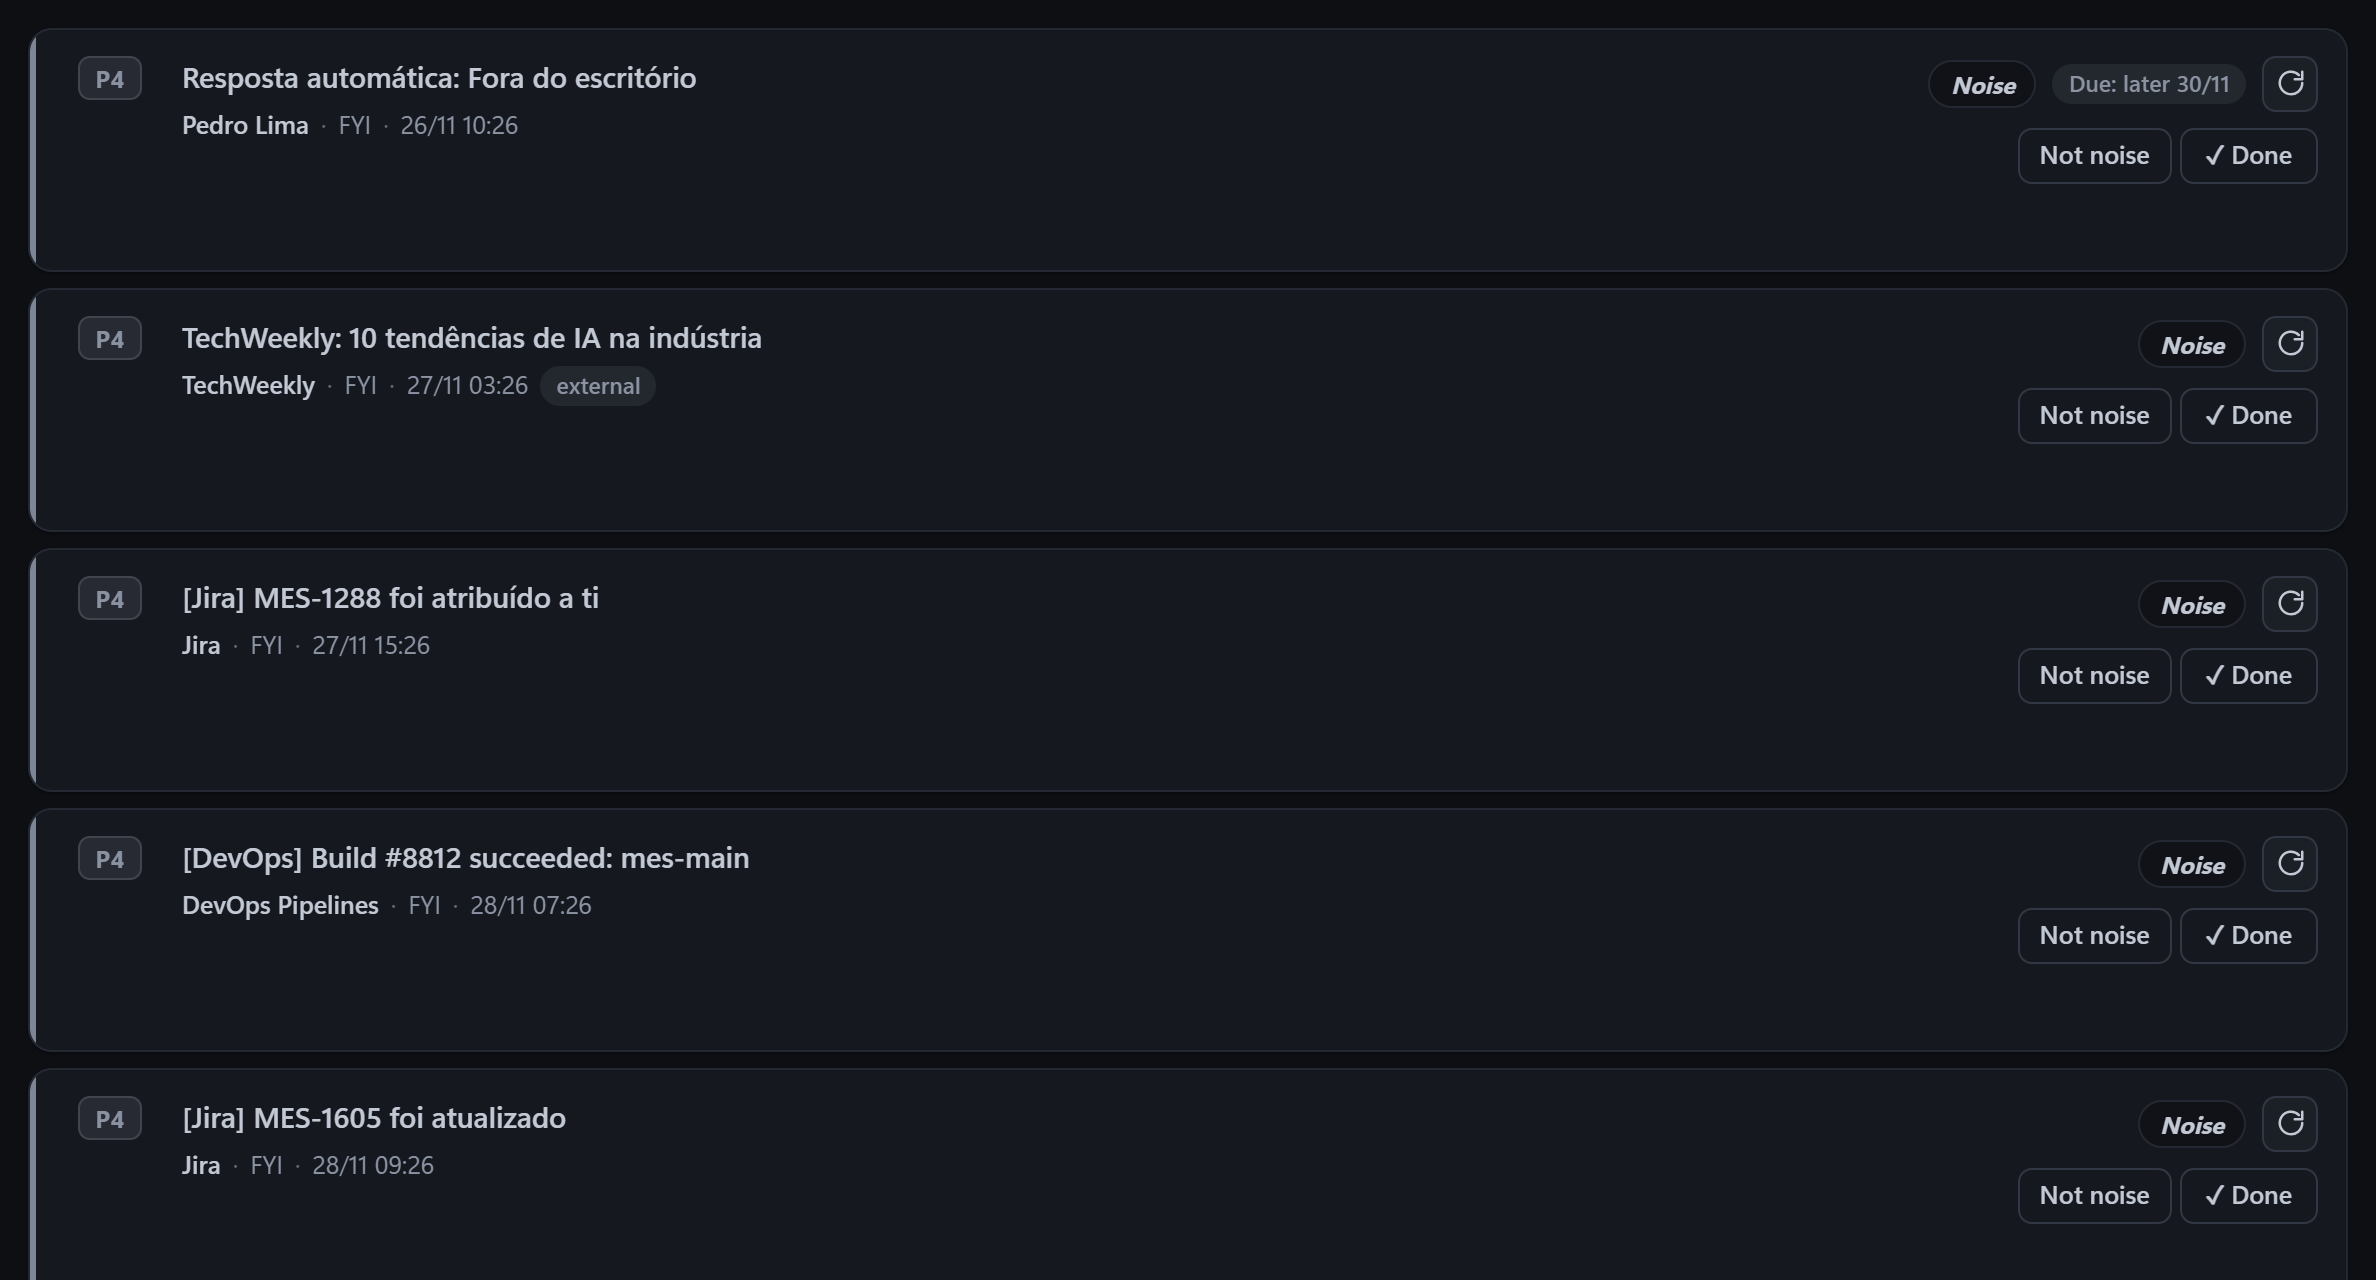 P4 Resposta automática: Fora do escritório Noise Due: later 30/11
Pedro Lima · FYI · 26/11 10:26
Not noise ✓ Done
P4 TechWeekly: 10 tendências de IA na indústria Noise
TechWeekly · FYI · 27/11 03:26 external
Not noise ✓ Done
P4 [Jira] MES-1288 foi atribuído a ti Noise
Jira · FYI · 27/11 15:26
Not noise ✓ Done
P4 [DevOps] Build #8812 succeeded: mes-main Noise
DevOps Pipelines · FYI · 28/11 07:26
Not noise ✓ Done
P4 [Jira] MES-1605 foi atualizado Noise
Jira · FYI · 28/11 09:26
Not noise ✓ Done